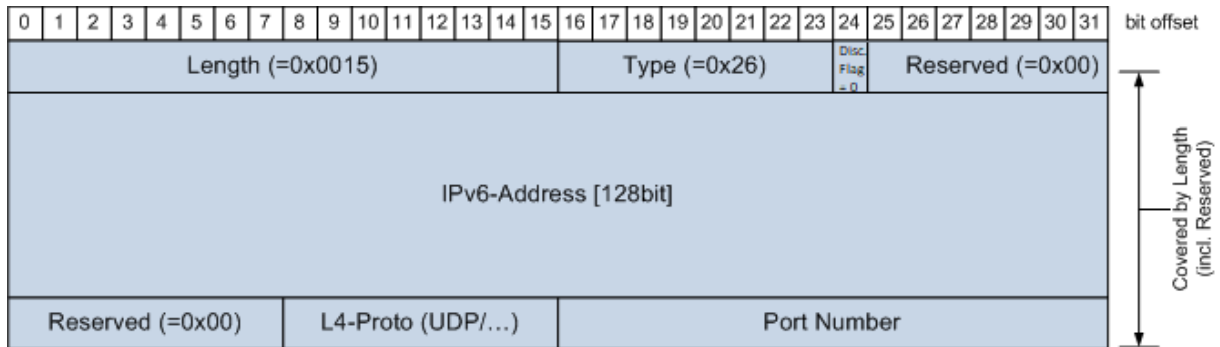 0 1 2 3 4 5 6 7 8 9 10 11 12 13 14 15 16 17 18 19 20 21 22 23 24 25 26 27 28 29 30 31 bit offset
Length (=0x0015) Type (=0x26) Disc. Flag = 0 Reserved (=0x00)
IPv6-Address [128bit]
Covered by Length
(incl. Reserved)
Reserved (=0x00) L4-Proto (UDP/…) Port Number